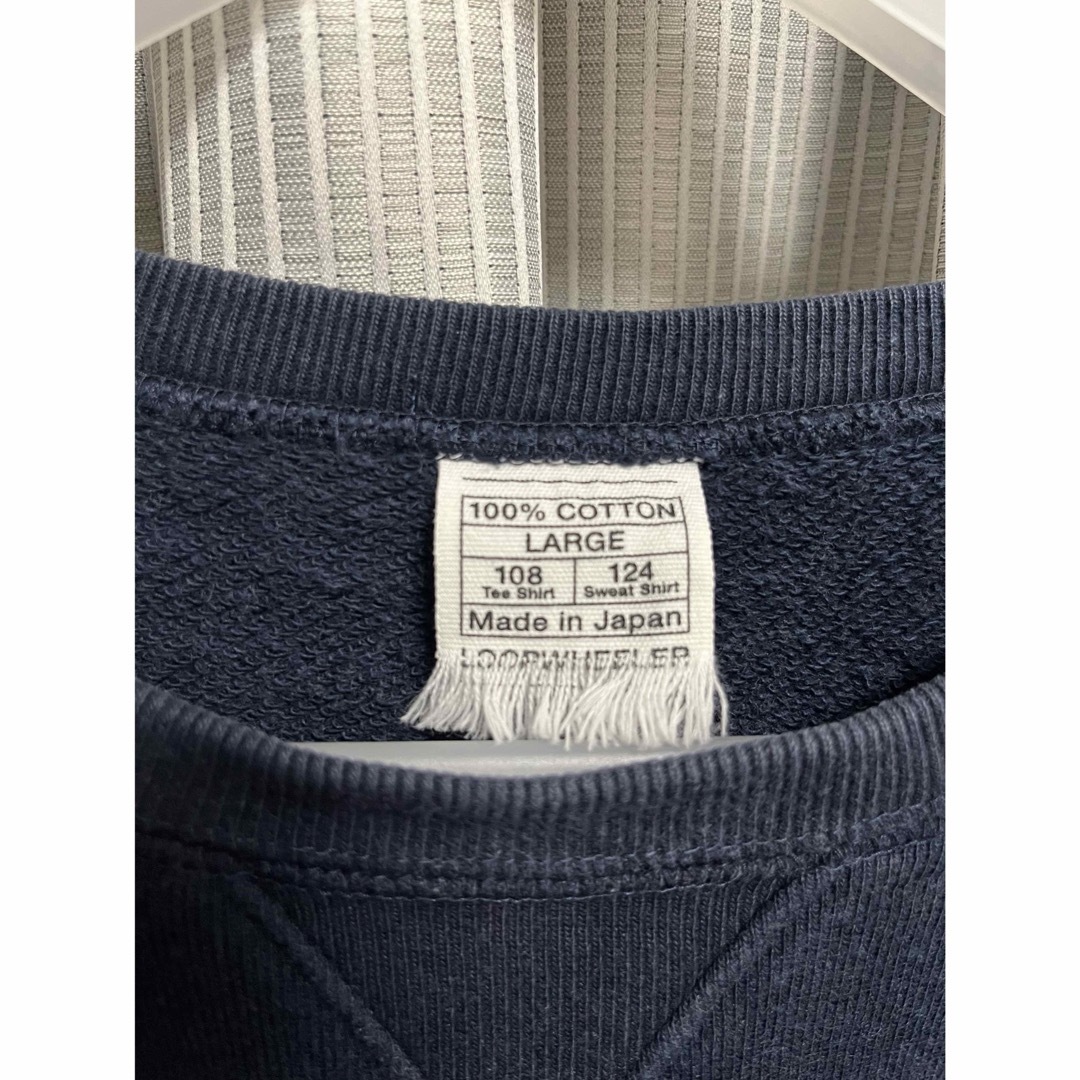 100% COTTON
LARGE
108 124
Tee Shirt Sweat Shirt
Made in Japan
LOOPWHEELER